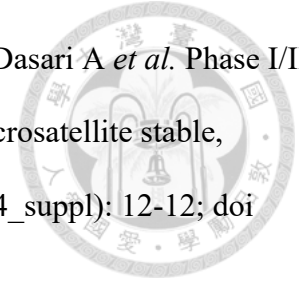 Dasari A et al. Phase I/I
crosatellite stable,
4_suppl): 12-12; doi